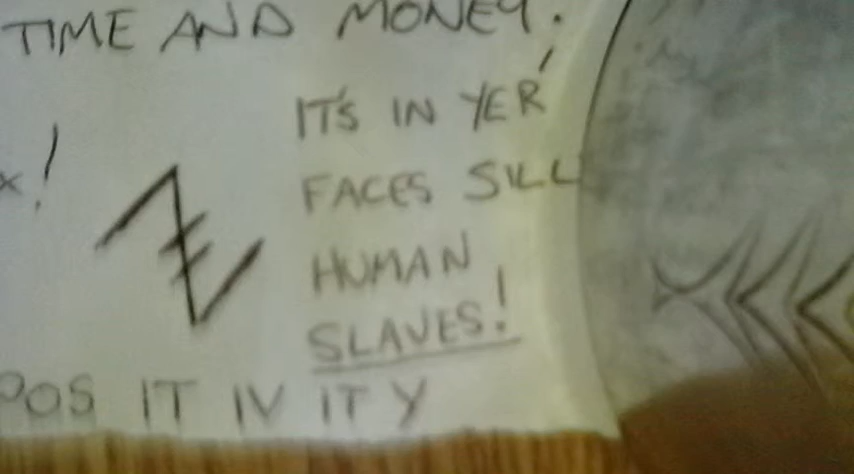 TIME AND MONEY.
IT'S IN YER'
x!
FACES SILL
HUMAN
SLAVES!
POS IT IV IT Y